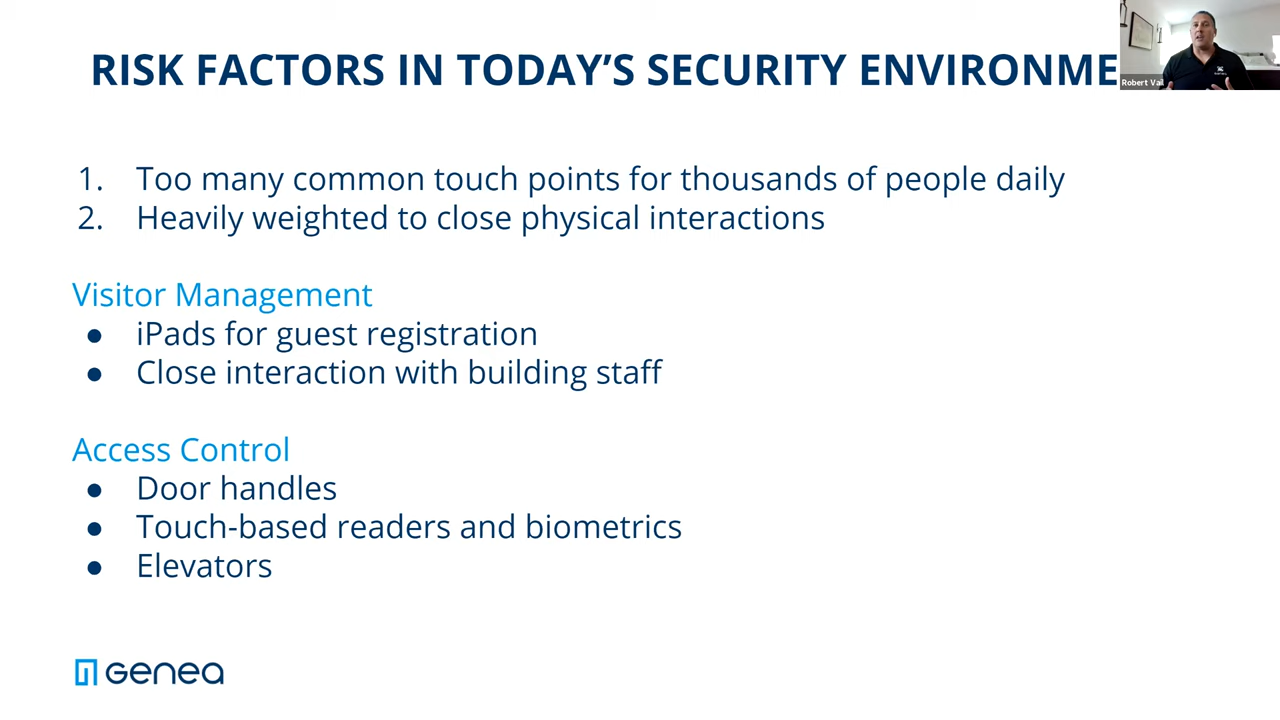 RISK FACTORS IN TODAY'S SECURITY ENVIRONME
Robert Vai
1. Too many common touch points for thousands of people daily
2. Heavily weighted to close physical interactions
Visitor Management
● iPads for guest registration
● Close interaction with building staff
Access Control
● Door handles
● Touch-based readers and biometrics
● Elevators
Genea